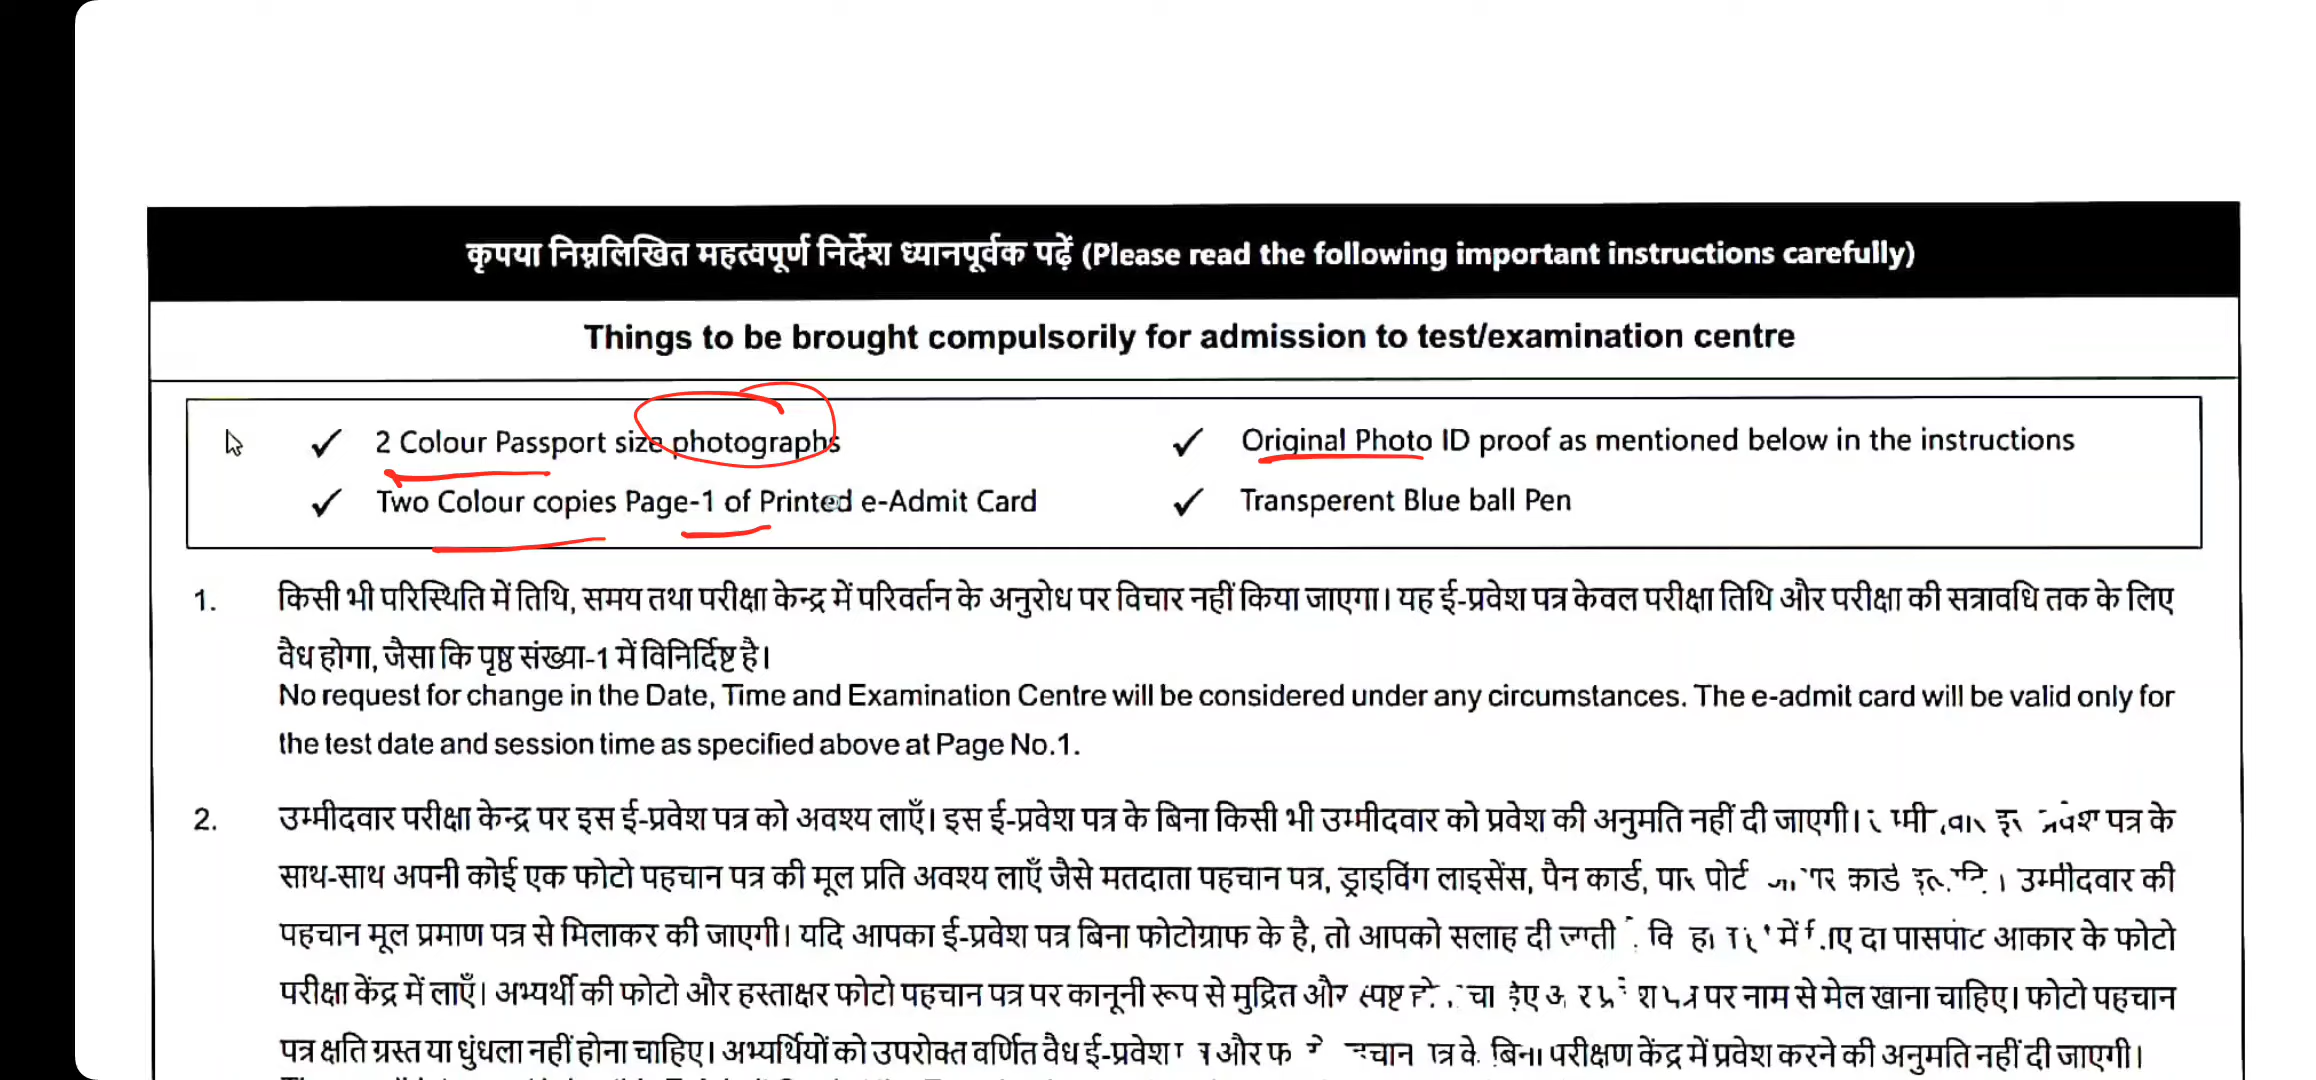 कृपया निम्नलिखित महत्वपूर्ण निर्देश ध्यानपूर्वक पढ़ें (Please read the following important instructions carefully)
Things to be brought compulsorily for admission to test/examination centre
✓ 2 Colour Passport size photographs
✓ Original Photo ID proof as mentioned below in the instructions
✓ Two Colour copies Page-1 of Printed e-Admit Card
✓ Transperent Blue ball Pen
1. किसी भी परिस्थिति में तिथि, समय तथा परीक्षा केन्द्र में परिवर्तन के अनुरोध पर विचार नहीं किया जाएगा। यह ई-प्रवेश पत्र केवल परीक्षा तिथि और परीक्षा की सत्रावधि तक के लिए
वैध होगा, जैसा कि पृष्ठ संख्या-1 में विनिर्दिष्ट है।
No request for change in the Date, Time and Examination Centre will be considered under any circumstances. The e-admit card will be valid only for
the test date and session time as specified above at Page No.1.
2. उम्मीदवार परीक्षा केन्द्र पर इस ई-प्रवेश पत्र को अवश्य लाएँ। इस ई-प्रवेश पत्र के बिना किसी भी उम्मीदवार को प्रवेश की अनुमति नहीं दी जाएगी। पत्र के
साथ-साथ अपनी कोई एक फोटो पहचान पत्र की मूल प्रति अवश्य लाएँ जैसे मतदाता पहचान पत्र, ड्राइविंग लाइसेंस, पैन कार्ड, कार्ड उम्मीदवार की
पहचान मूल प्रमाण पत्र से मिलाकर की जाएगी। यदि आपका ई-प्रवेश पत्र बिना फोटोग्राफ के है, तो आपको सलाह दी जाती में पासपोर्ट आकार के फोटो
परीक्षा केंद्र में लाएँ। अभ्यर्थी की फोटो और हस्ताक्षर फोटो पहचान पत्र पर कानूनी रूप से मुद्रित और स्पष्ट पर नाम से मेल खाना चाहिए। फोटो पहचान
पत्र क्षति ग्रस्त या धुंधला नहीं होना चाहिए। अभ्यर्थियों को उपरोक्त वर्णित वैध ई-प्रवेश और बिना परीक्षण केंद्र में प्रवेश करने की अनुमति नहीं दी जाएगी।